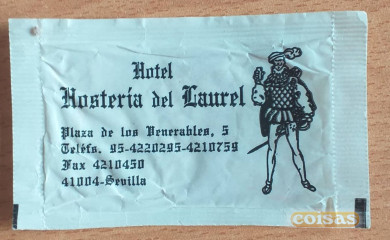 Hotel
Hostería del Laurel
Plaza de los Venerables, 5
Teléfs. 95-4220295-4210759
Fax 4210450
41004-Sevilla
coisas